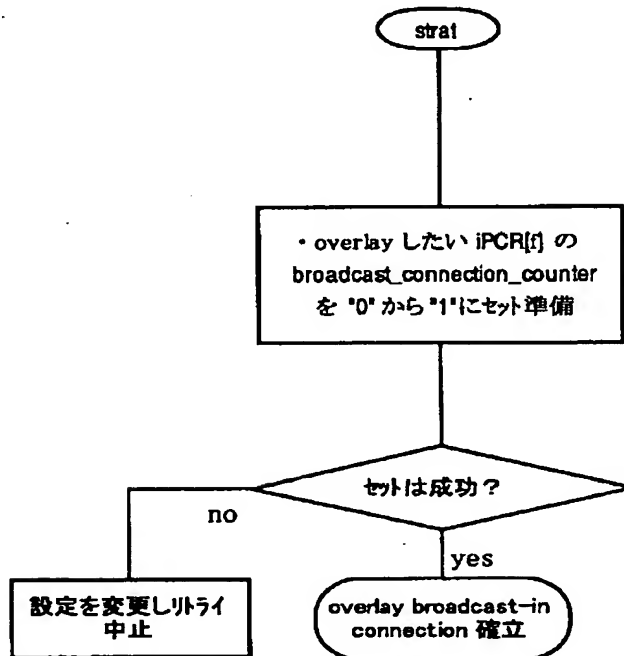 strat
・overlay したい iPCR[f] の
broadcast_connection_counter
を "0" から "1"にセット準備
セットは成功？
no
yes
設定を変更しリトライ
中止
overlay broadcast-in
connection 確立